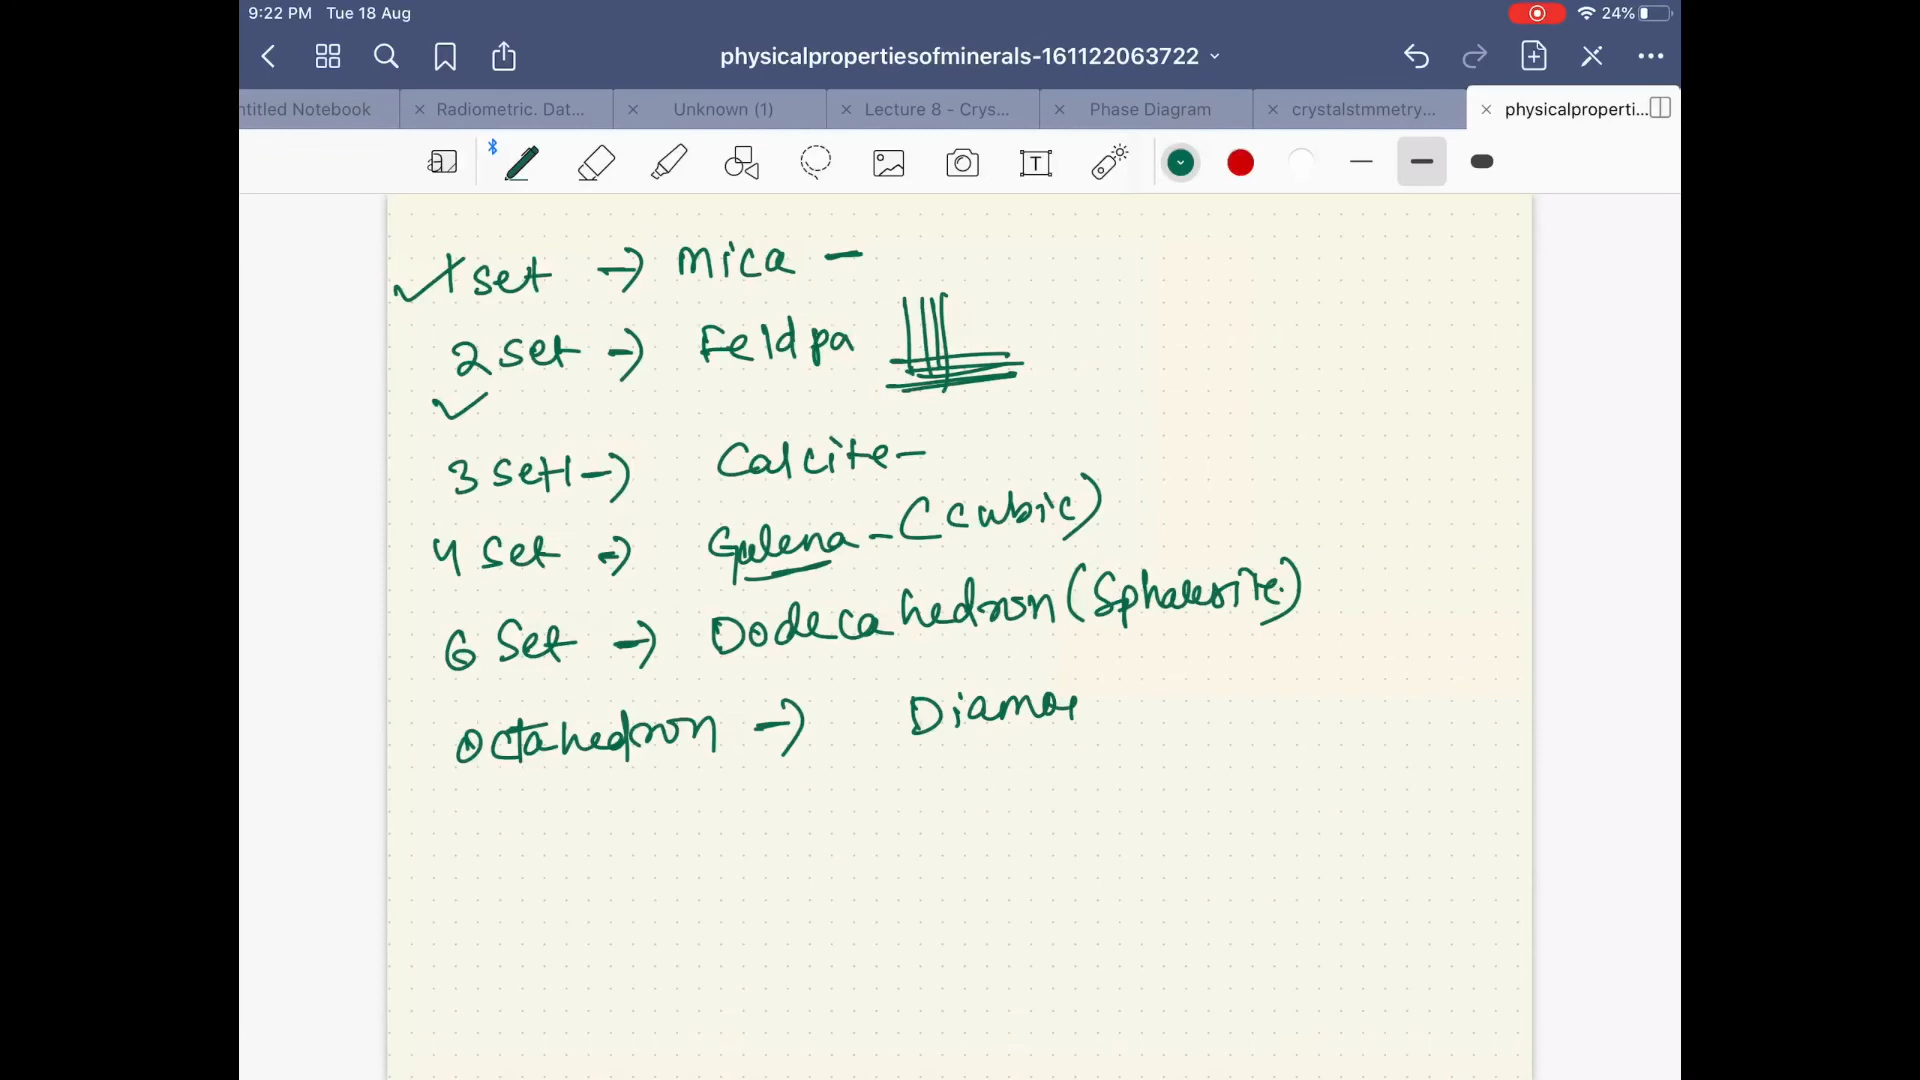 9:22 PM Tue 18 Aug
24%
physicalpropertiesofminerals-161122063722
ntitled Notebook
Radiometric. Dat...
Unknown (1)
Lecture 8 - Crys...
Phase Diagram
crystalstmmetry...
physicalproperti...
T
1 set → mica -
2 set → Feldpa
3 set → Calcite-
4 Set → Galena - (cubic)
6 Set → Dodecahedron (Sphalerite)
octahedron → Diamon